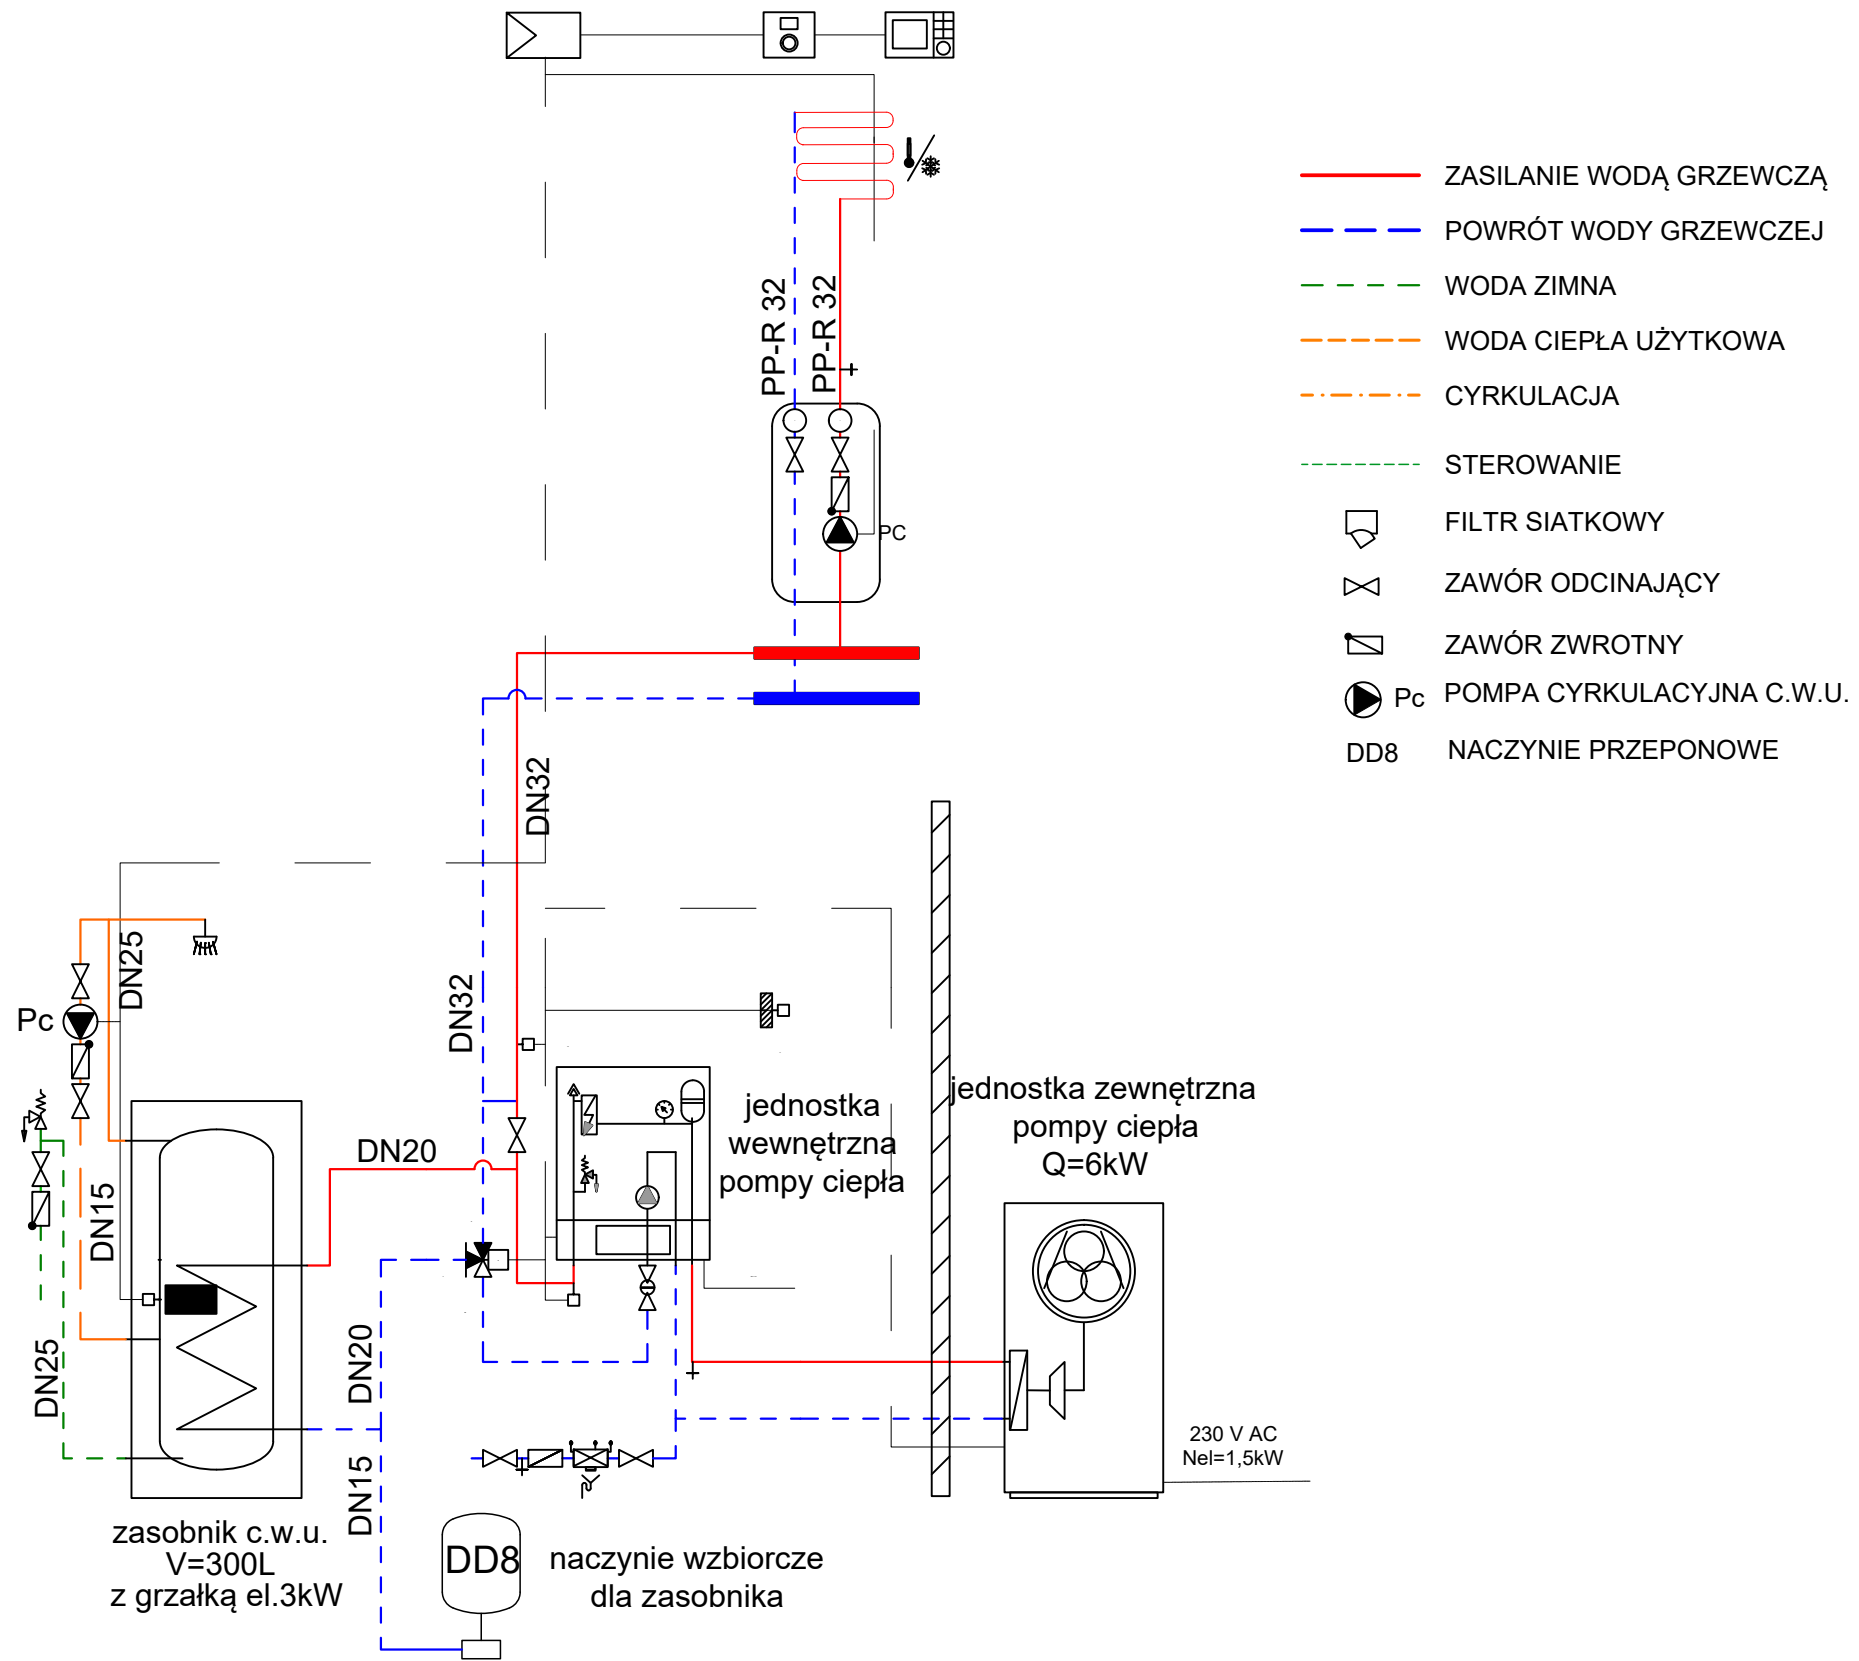 ZASILANIE WODĄ GRZEWCZĄ
POWRÓT WODY GRZEWCZEJ
WODA ZIMNA
WODA CIEPŁA UŻYTKOWA
CYRKULACJA
STEROWANIE
FILTR SIATKOWY
ZAWÓR ODCINAJĄCY
ZAWÓR ZWROTNY
Pc POMPA CYRKULACYJNA C.W.U.
DD8 NACZYNIE PRZEPONOWE
PP-R 32
PP-R 32
PC
DN32
DN32
DN25
Pc
DN15
DN25
DN20
DN20
DN15
jednostka
wewnętrzna
pompy ciepła
jednostka zewnętrzna
pompy ciepła
Q=6kW
230 V AC
Nel=1,5kW
zasobnik c.w.u.
V=300L
z grzałką el.3kW
DD8
naczynie wzbiorcze
dla zasobnika